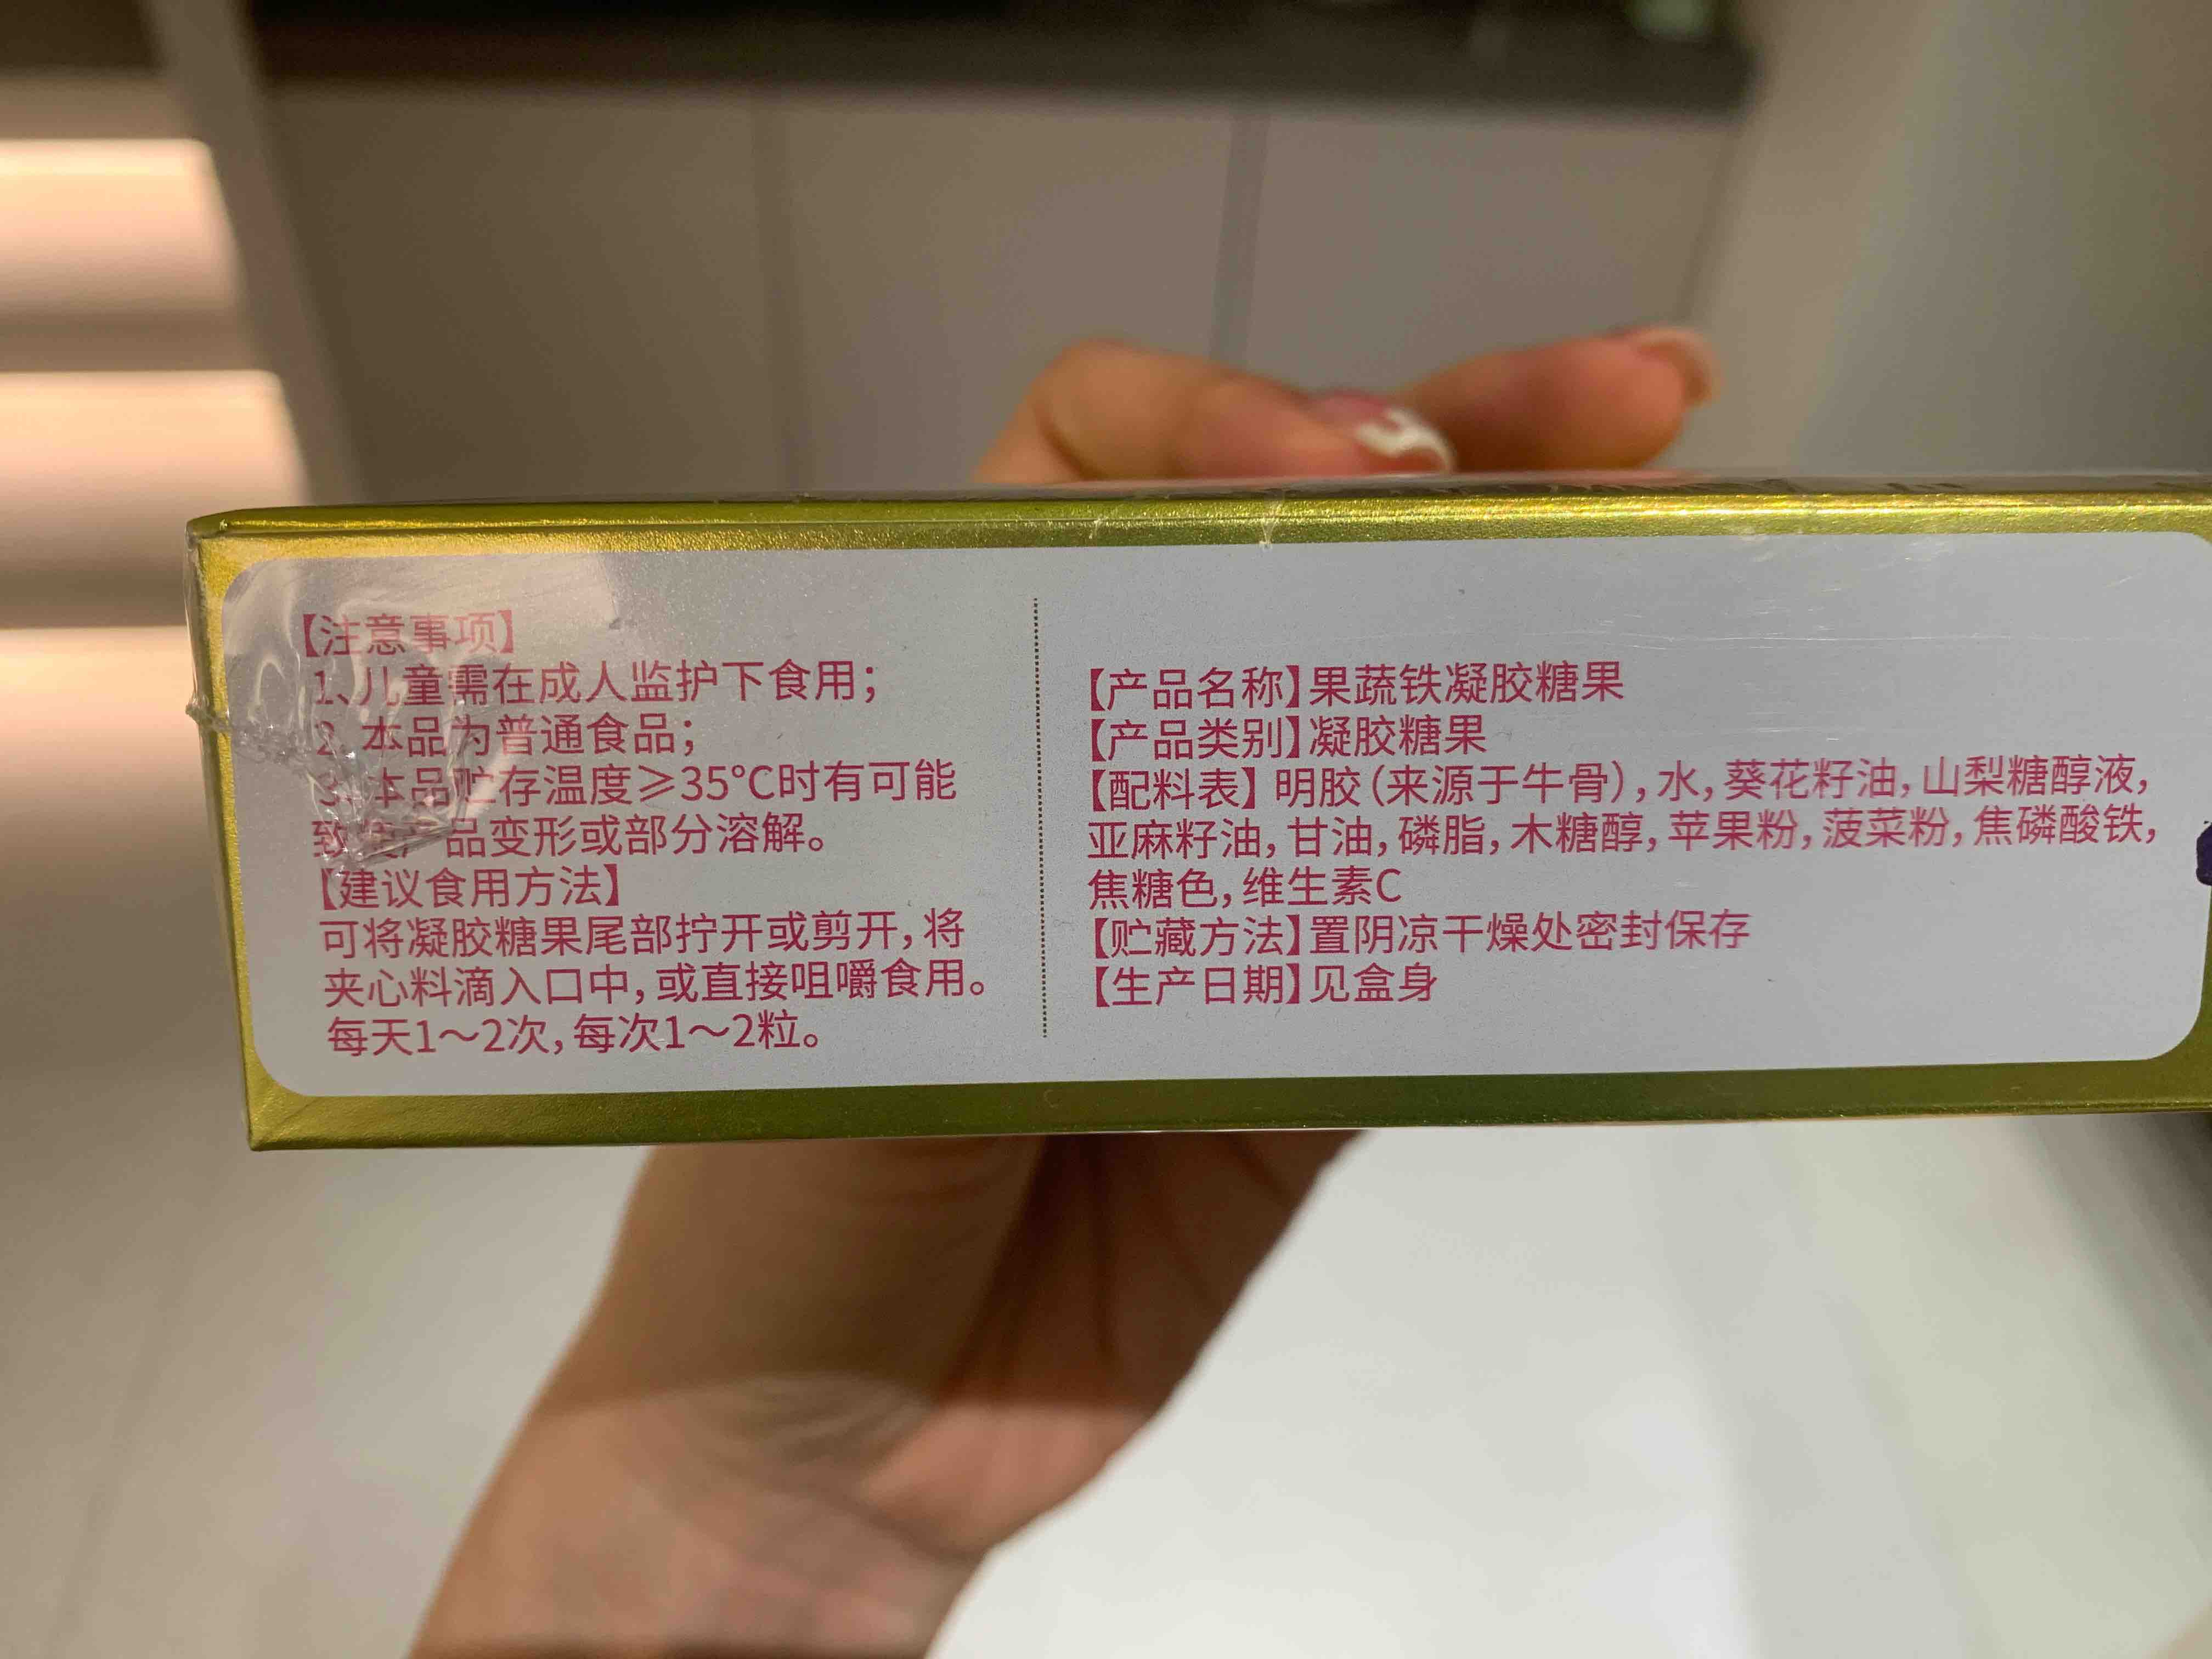 【注意事项】
1、儿童需在成人监护下食用；
2、本品为普通食品；
3、本品贮存温度≥35℃时有可能
致使产品变形或部分溶解。
【建议食用方法】
可将凝胶糖果尾部拧开或剪开，将
夹心料滴入口中，或直接咀嚼食用。
每天1～2次，每次1～2粒。
【产品名称】果蔬铁凝胶糖果
【产品类别】凝胶糖果
【配料表】明胶（来源于牛骨），水，葵花籽油，山梨糖醇液，
亚麻籽油，甘油，磷脂，木糖醇，苹果粉，菠菜粉，焦磷酸铁，
焦糖色，维生素C
【贮藏方法】置阴凉干燥处密封保存
【生产日期】见盒身